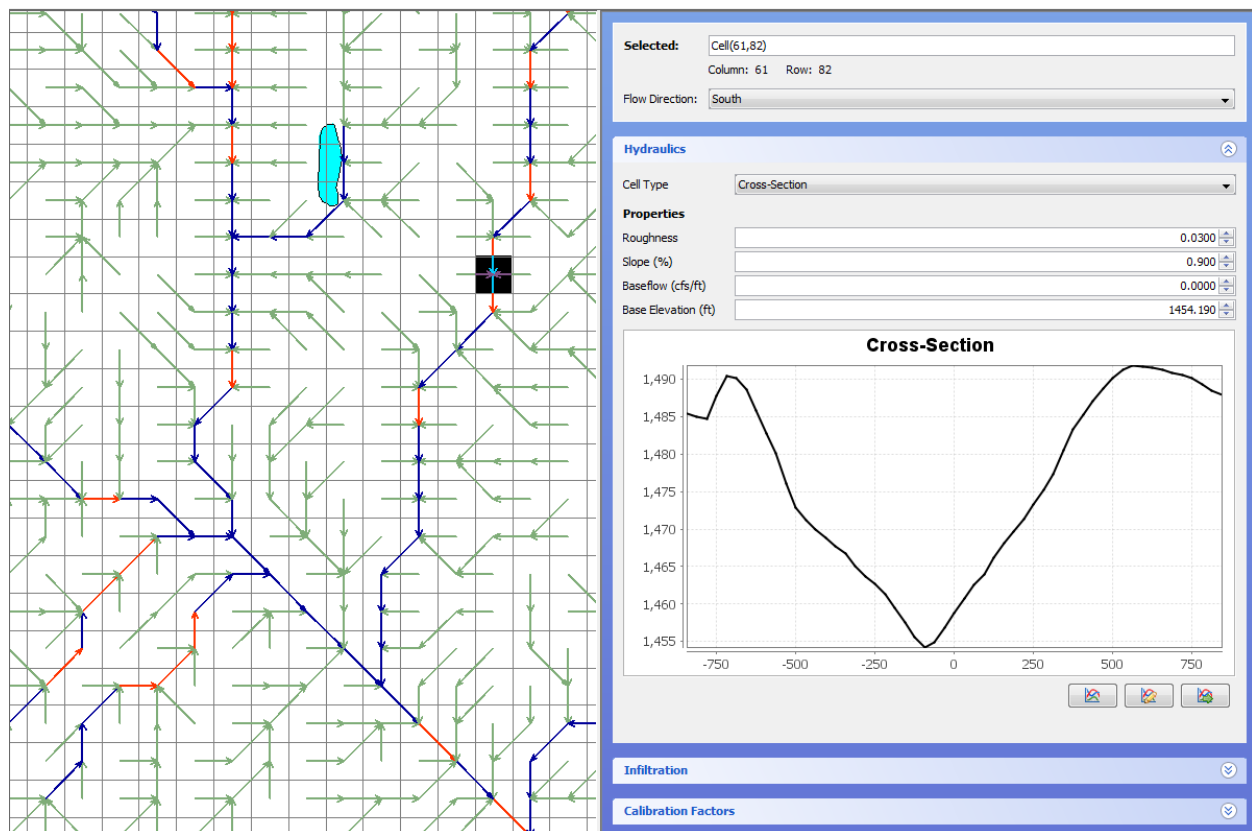 Selected: Cell(61,82)
Column: 61 Row: 82
Flow Direction: South
Hydraulics
Cell Type Cross-Section
Properties
Roughness 0.0300
Slope (%) 0.900
Baseflow (cfs/ft) 0.0000
Base Elevation (ft) 1454.190
Cross-Section
1,490
1,485
1,480
1,475
1,470
1,465
1,460
1,455
-750 -500 -250 0 250 500 750
Infiltration
Calibration Factors